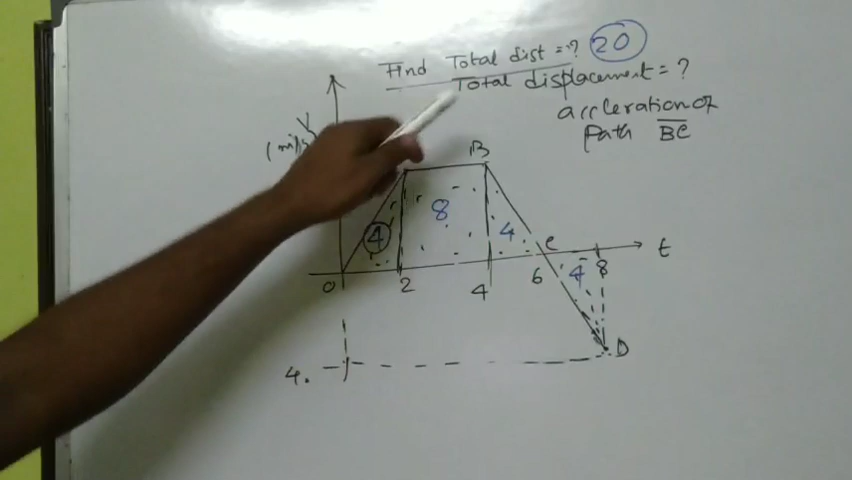 Find Total dist = ? 20
Total displacement = ?
accleration of
Path BC
V
B
8
4
4
C
t
4
0
2
4
6
8
4.
D